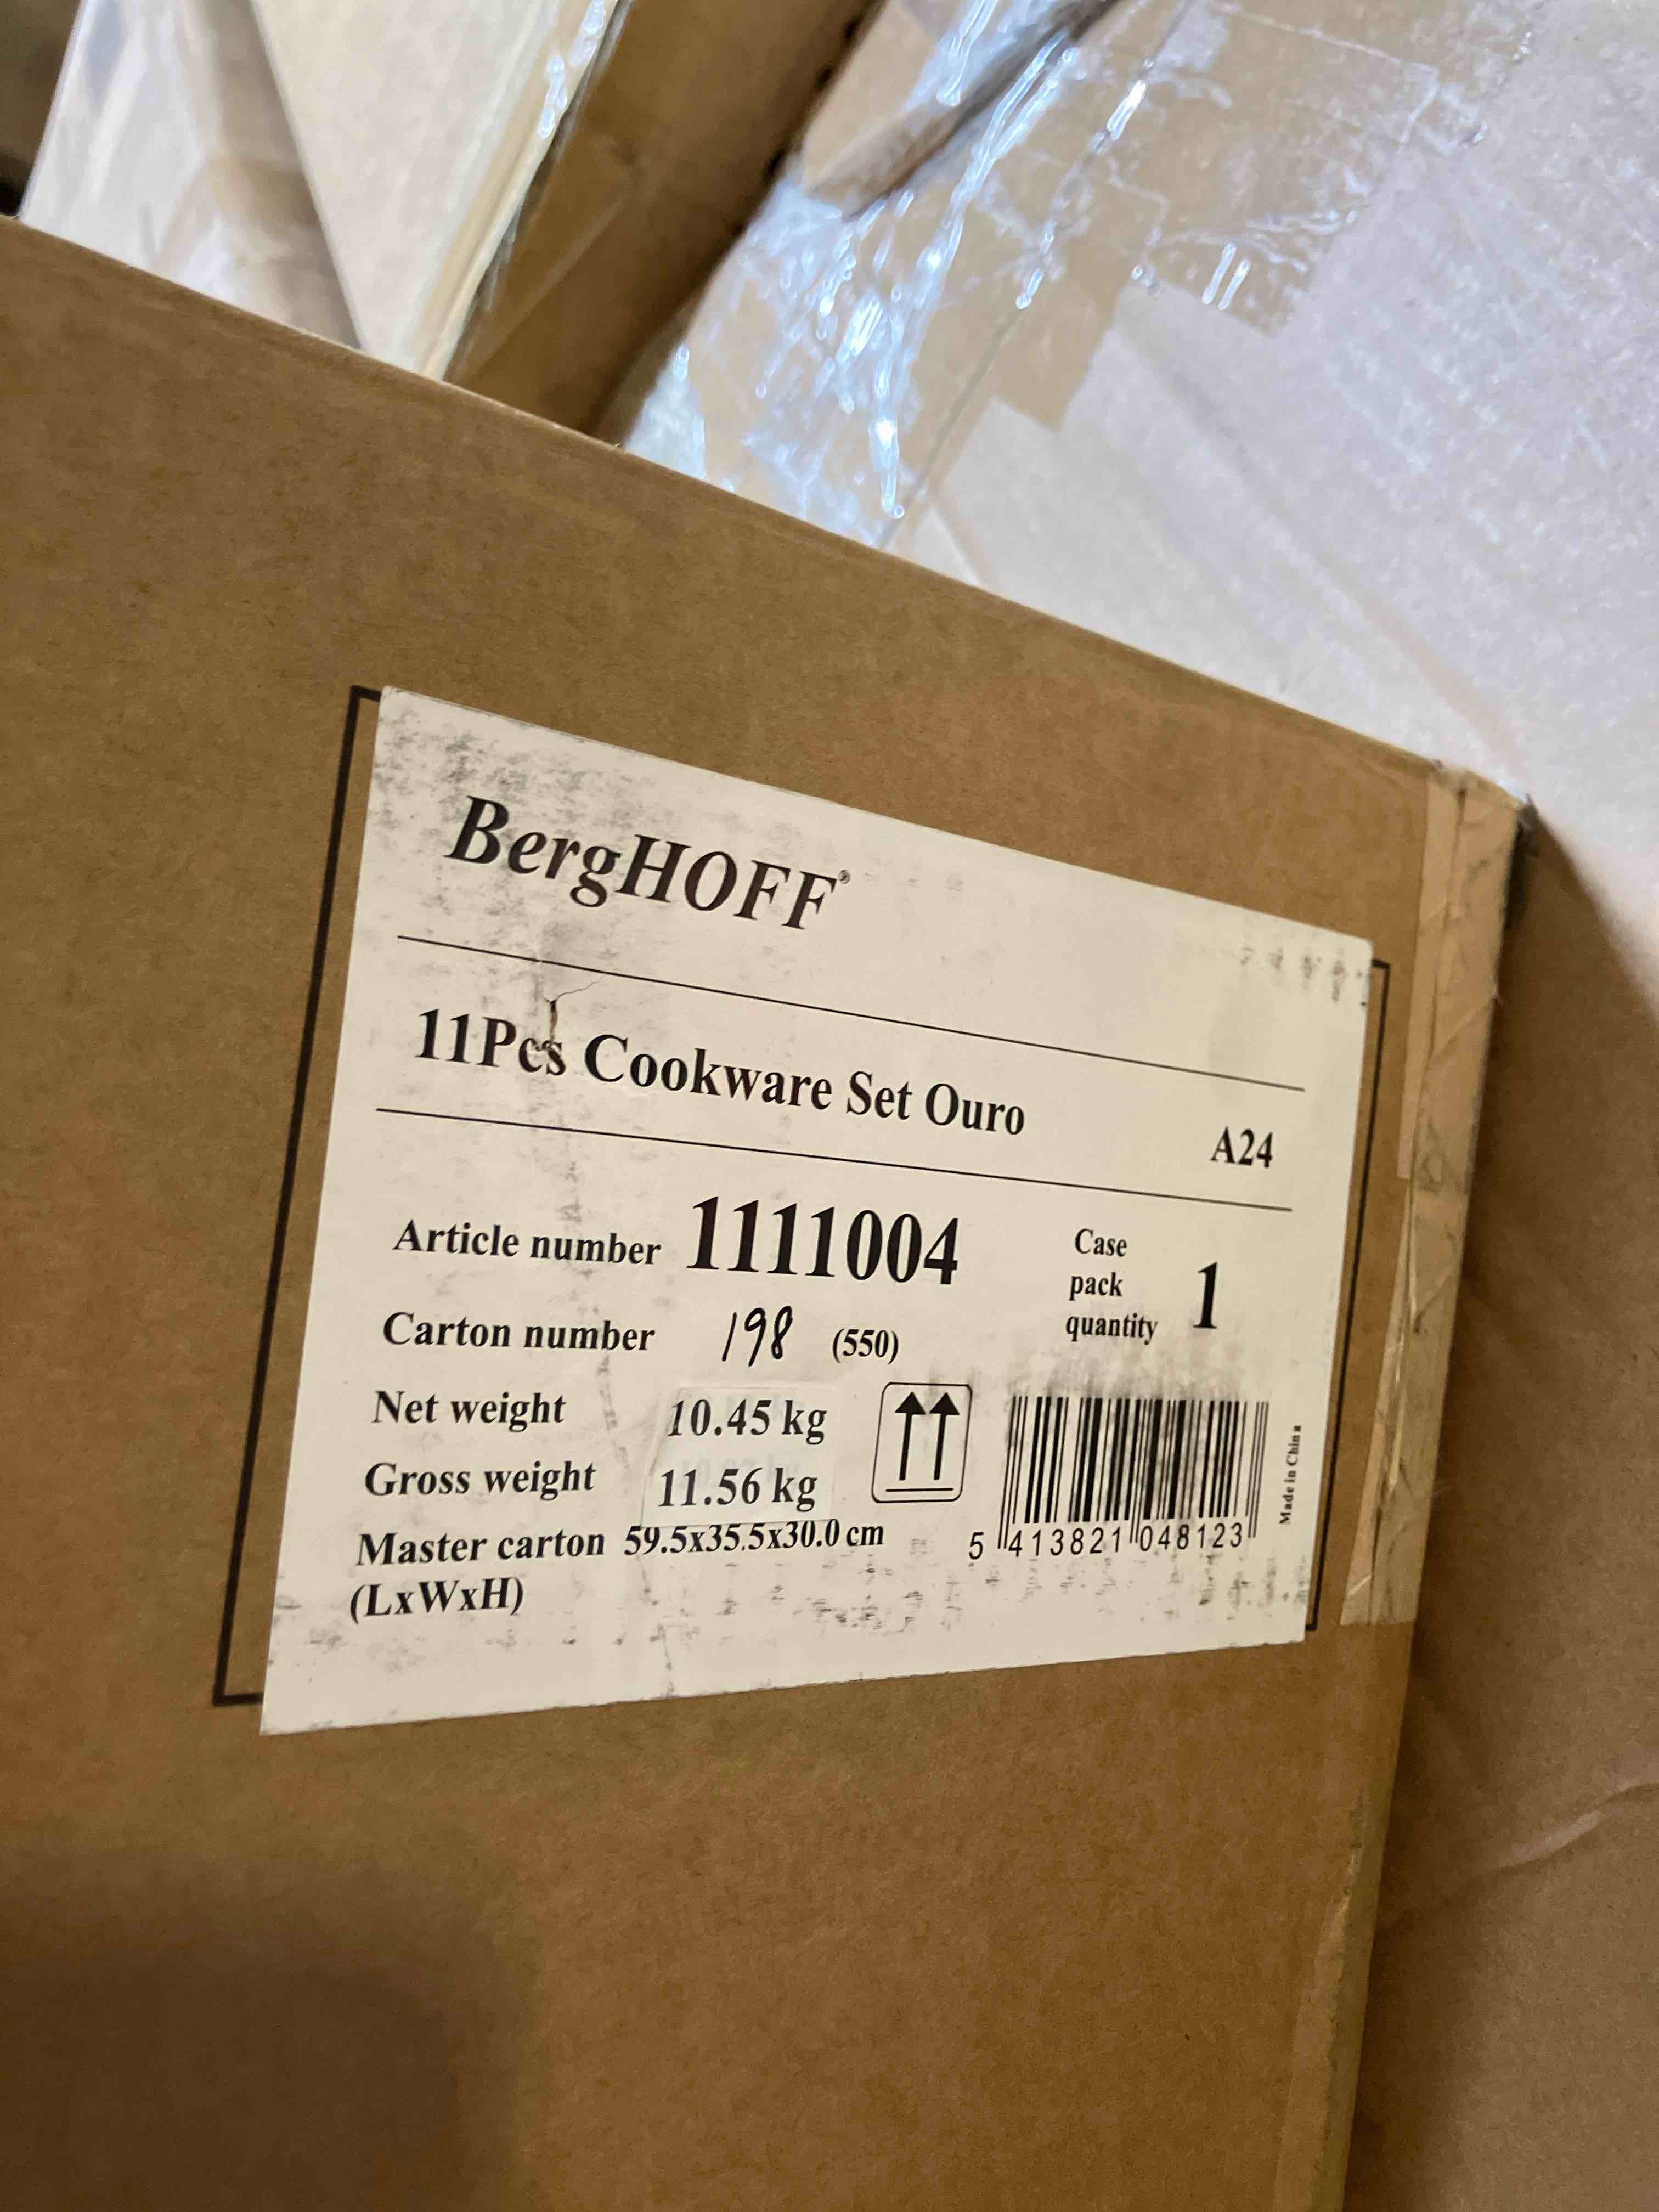 BergHOFF®
11Pcs Cookware Set Ouro
A24
Article number 1111004
Case
pack
quantity 1
Carton number 198 (550)
Net weight 10.45 kg
Gross weight 11.56 kg
Master carton 59.5x35.5x30.0 cm
(LxWxH)
5 413821 048123
Made in China